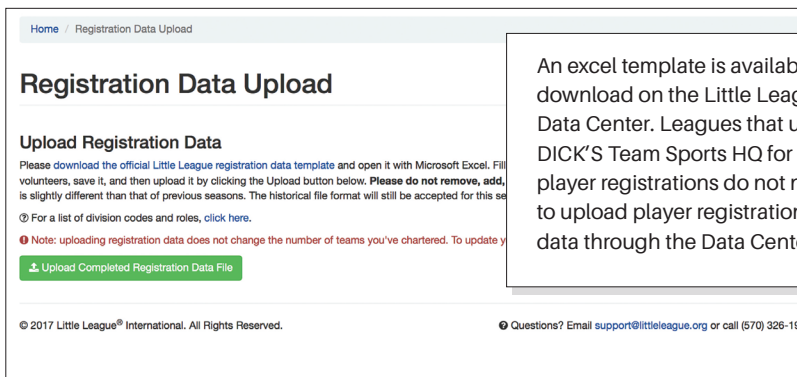 Home / Registration Data Upload
Registration Data Upload
Upload Registration Data
Please download the official Little League registration data template and open it with Microsoft Excel. Fill
volunteers, save it, and then upload it by clicking the Upload button below. Please do not remove, add,
is slightly different than that of previous seasons. The historical file format will still be accepted for this se
For a list of division codes and roles, click here.
Note: uploading registration data does not change the number of teams you've chartered. To update y
Upload Completed Registration Data File
© 2017 Little League® International. All Rights Reserved.
Questions? Email support@littleleague.org or call (570) 326-19
An excel template is availab
download on the Little Leag
Data Center. Leagues that u
DICK'S Team Sports HQ for
player registrations do not n
to upload player registration
data through the Data Cente